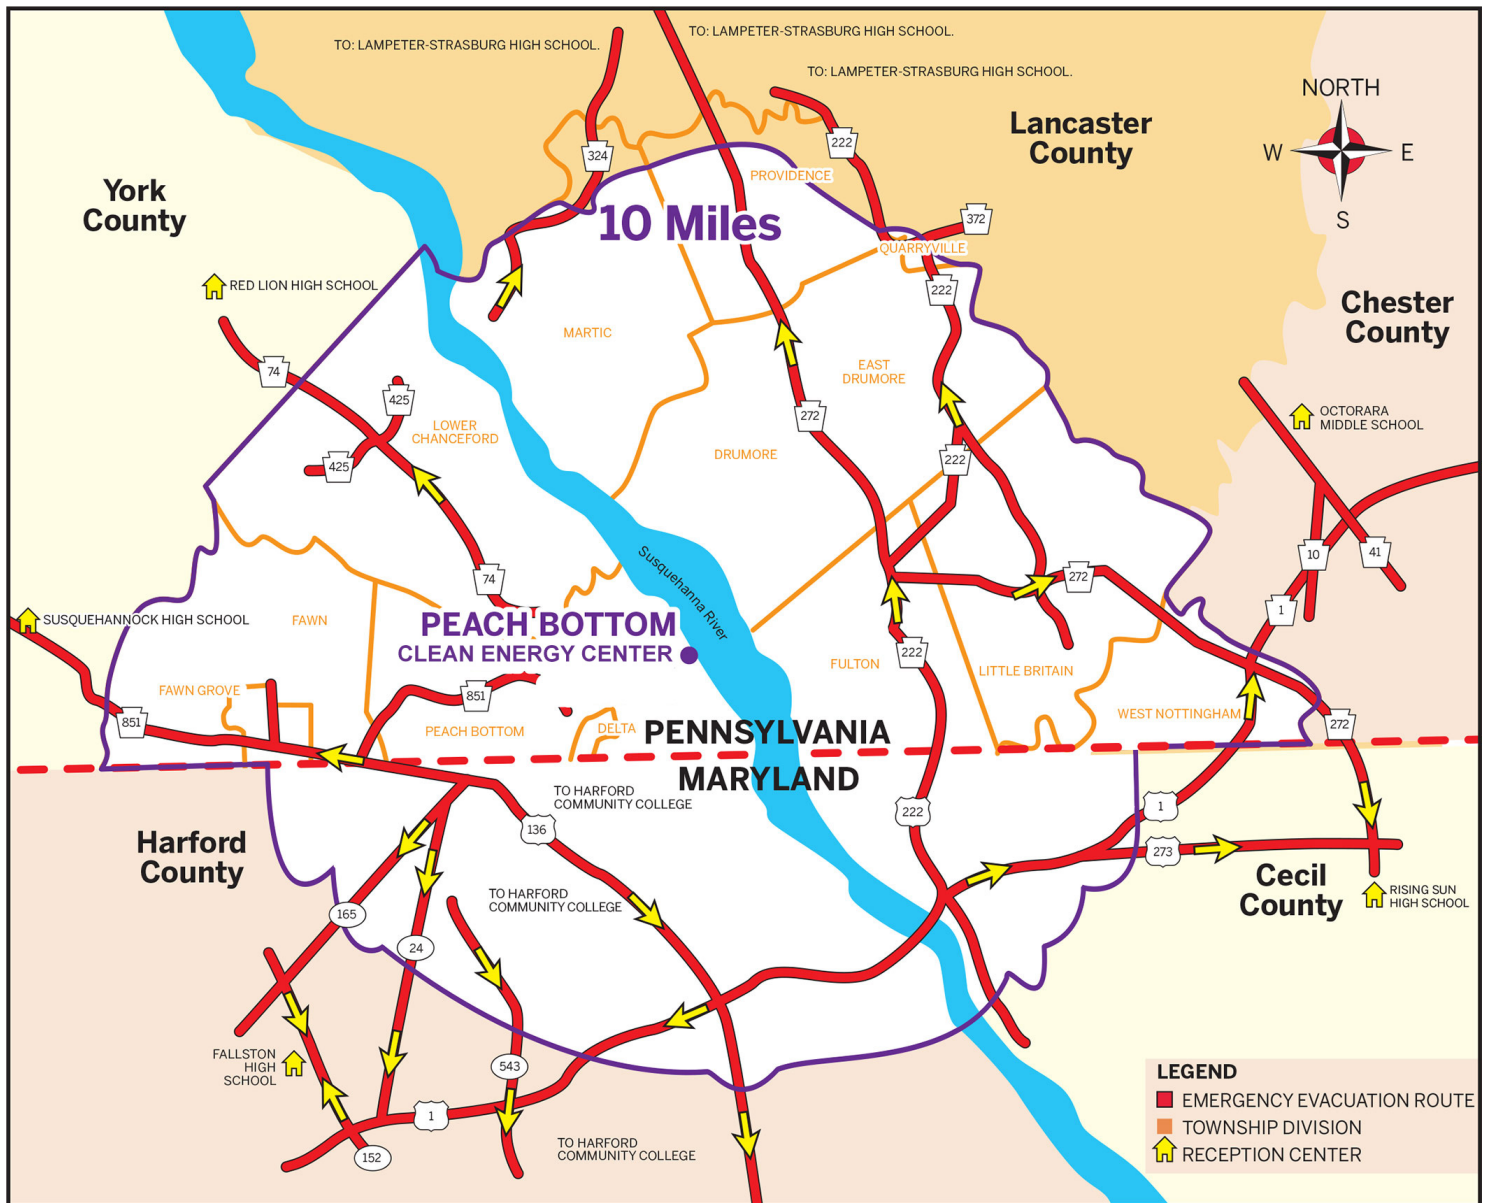 TO: LAMPETER-STRASBURG HIGH SCHOOL.
TO: LAMPETER-STRASBURG HIGH SCHOOL.
TO: LAMPETER-STRASBURG HIGH SCHOOL.
NORTH
W
E
S
Lancaster
County
York
County
Chester
County
324
222
PROVIDENCE
10 Miles
372
QUARRYVILLE
222
RED LION HIGH SCHOOL
MARTIC
74
EAST
DRUMORE
425
272
LOWER
CHANCEFORD
425
DRUMORE
222
OCTORARA
MIDDLE SCHOOL
10
41
74
272
1
Susquehanna River
SUSQUEHANNOCK HIGH SCHOOL
FAWN
PEACH BOTTOM
CLEAN ENERGY CENTER
222
FULTON
LITTLE BRITAIN
FAWN GROVE
851
851
PEACH BOTTOM
DELTA
WEST NOTTINGHAM
272
PENNSYLVANIA
MARYLAND
TO HARFORD
COMMUNITY COLLEGE
222
1
136
273
Harford
County
Cecil
County
TO HARFORD
COMMUNITY COLLEGE
RISING SUN
HIGH SCHOOL
165
24
FALLSTON
HIGH
SCHOOL
543
1
152
TO HARFORD
COMMUNITY COLLEGE
LEGEND
EMERGENCY EVACUATION ROUTE
TOWNSHIP DIVISION
RECEPTION CENTER